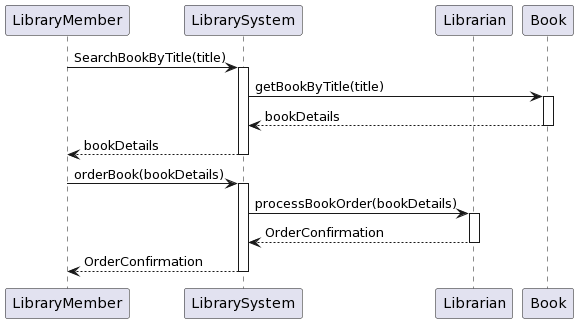 LibraryMember LibrarySystem Librarian Book
SearchBookByTitle(title)
getBookByTitle(title)
bookDetails
bookDetails
orderBook(bookDetails)
processBookOrder(bookDetails)
OrderConfirmation
OrderConfirmation
LibraryMember LibrarySystem Librarian Book